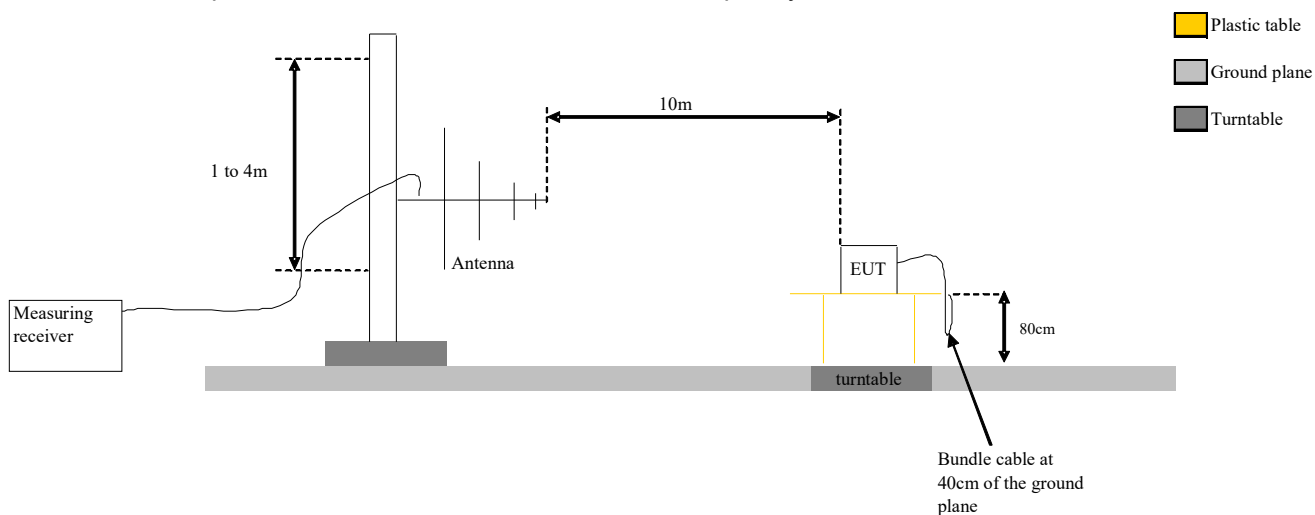 Plastic table
Ground plane
Turntable
10m
1 to 4m
Antenna
EUT
Measuring
receiver
80cm
turntable
Bundle cable at
40cm of the ground
plane